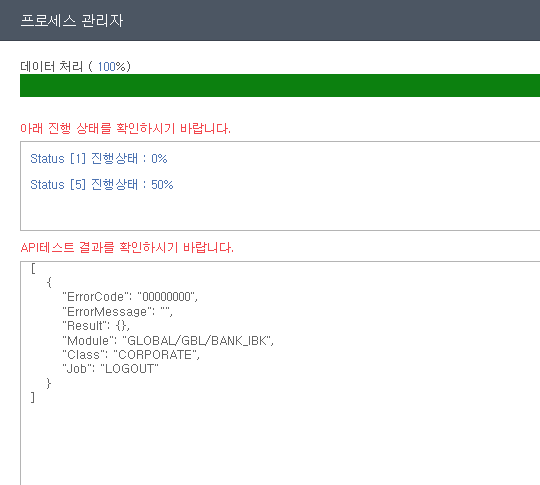 프로세스 관리자
데이터 처리 ( 100%)
아래 진행 상태를 확인하시기 바랍니다.
Status [1] 진행상태 : 0%
Status [5] 진행상태 : 50%
API테스트 결과를 확인하시기 바랍니다.
[
{
"ErrorCode": "00000000",
"ErrorMessage": "",
"Result": {},
"Module": "GLOBAL/GBL/BANK_IBK",
"Class": "CORPORATE",
"Job": "LOGOUT"
}
]